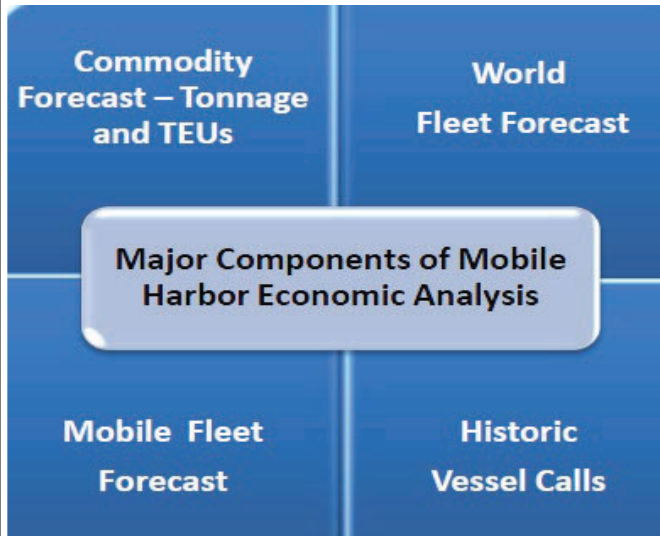 Commodity
Forecast – Tonnage
and TEUs
World
Fleet Forecast
Major Components of Mobile
Harbor Economic Analysis
Mobile Fleet
Forecast
Historic
Vessel Calls